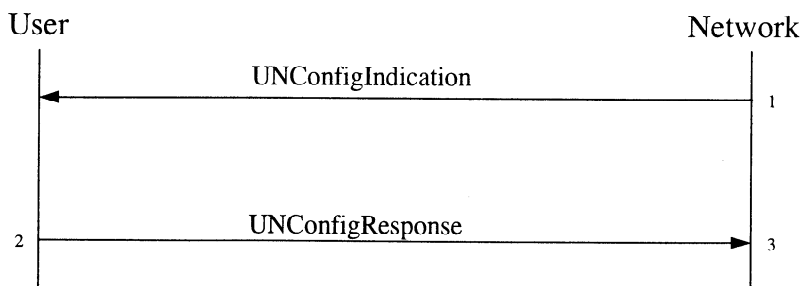 User
Network
UNConfigIndication
1
UNConfigResponse
2
3